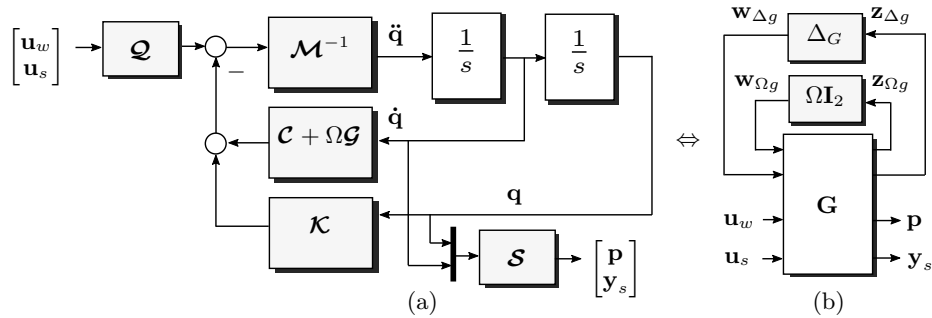 [u_w u_s]
𝓠
−
𝓜⁻¹
q̈
1/s
1/s
𝓒 + Ω𝓖
q̇
𝓚
q
𝓢
[p y_s]
(a)
⇔
w_Δg
Δ_G
z_Δg
w_Ωg
ΩI₂
z_Ωg
G
u_w
p
u_s
y_s
(b)